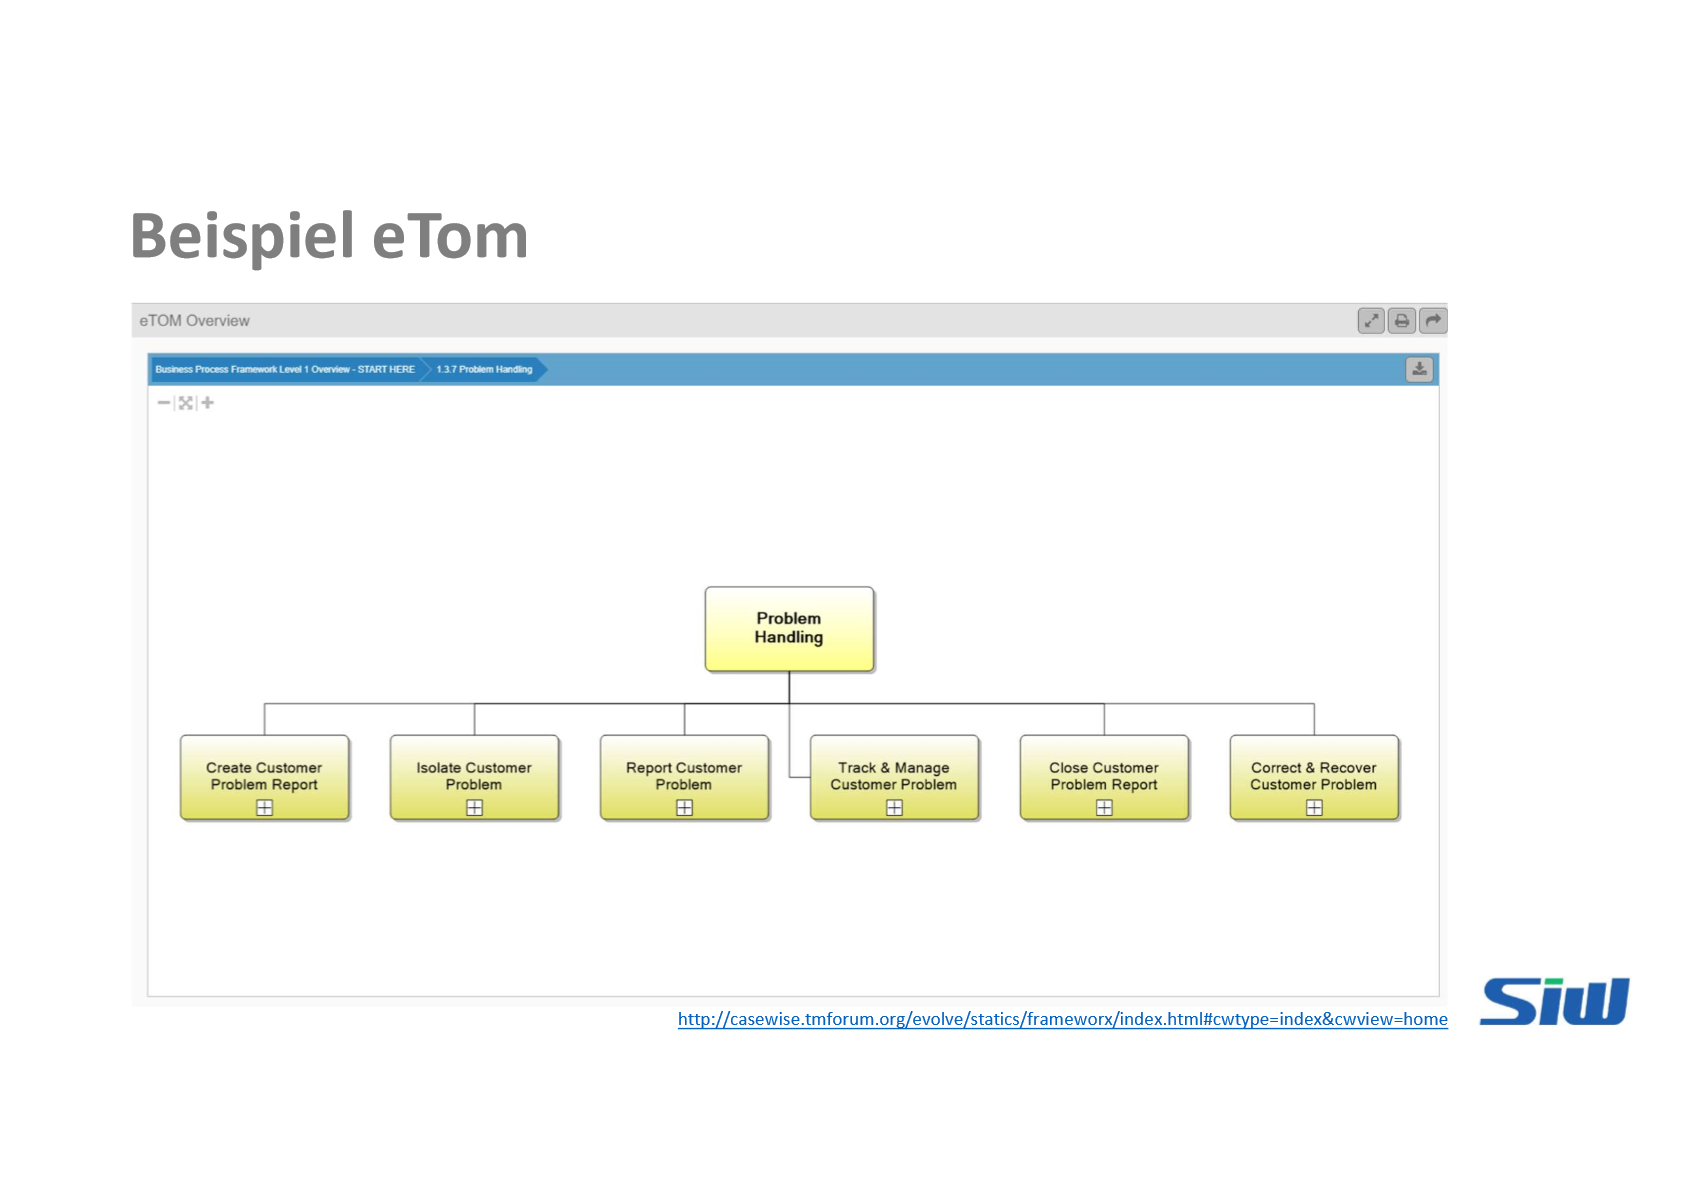 Beispiel eTom
eTOM Overview
Business Process Framework Level 1 Overview - START HERE
1.3.7 Problem Handling
Problem
Handling
Create Customer
Problem Report
Isolate Customer
Problem
Report Customer
Problem
Track & Manage
Customer Problem
Close Customer
Problem Report
Correct & Recover
Customer Problem
http://casewise.tmforum.org/evolve/statics/frameworx/index.html#cwtype=index&cwview=home
Siw